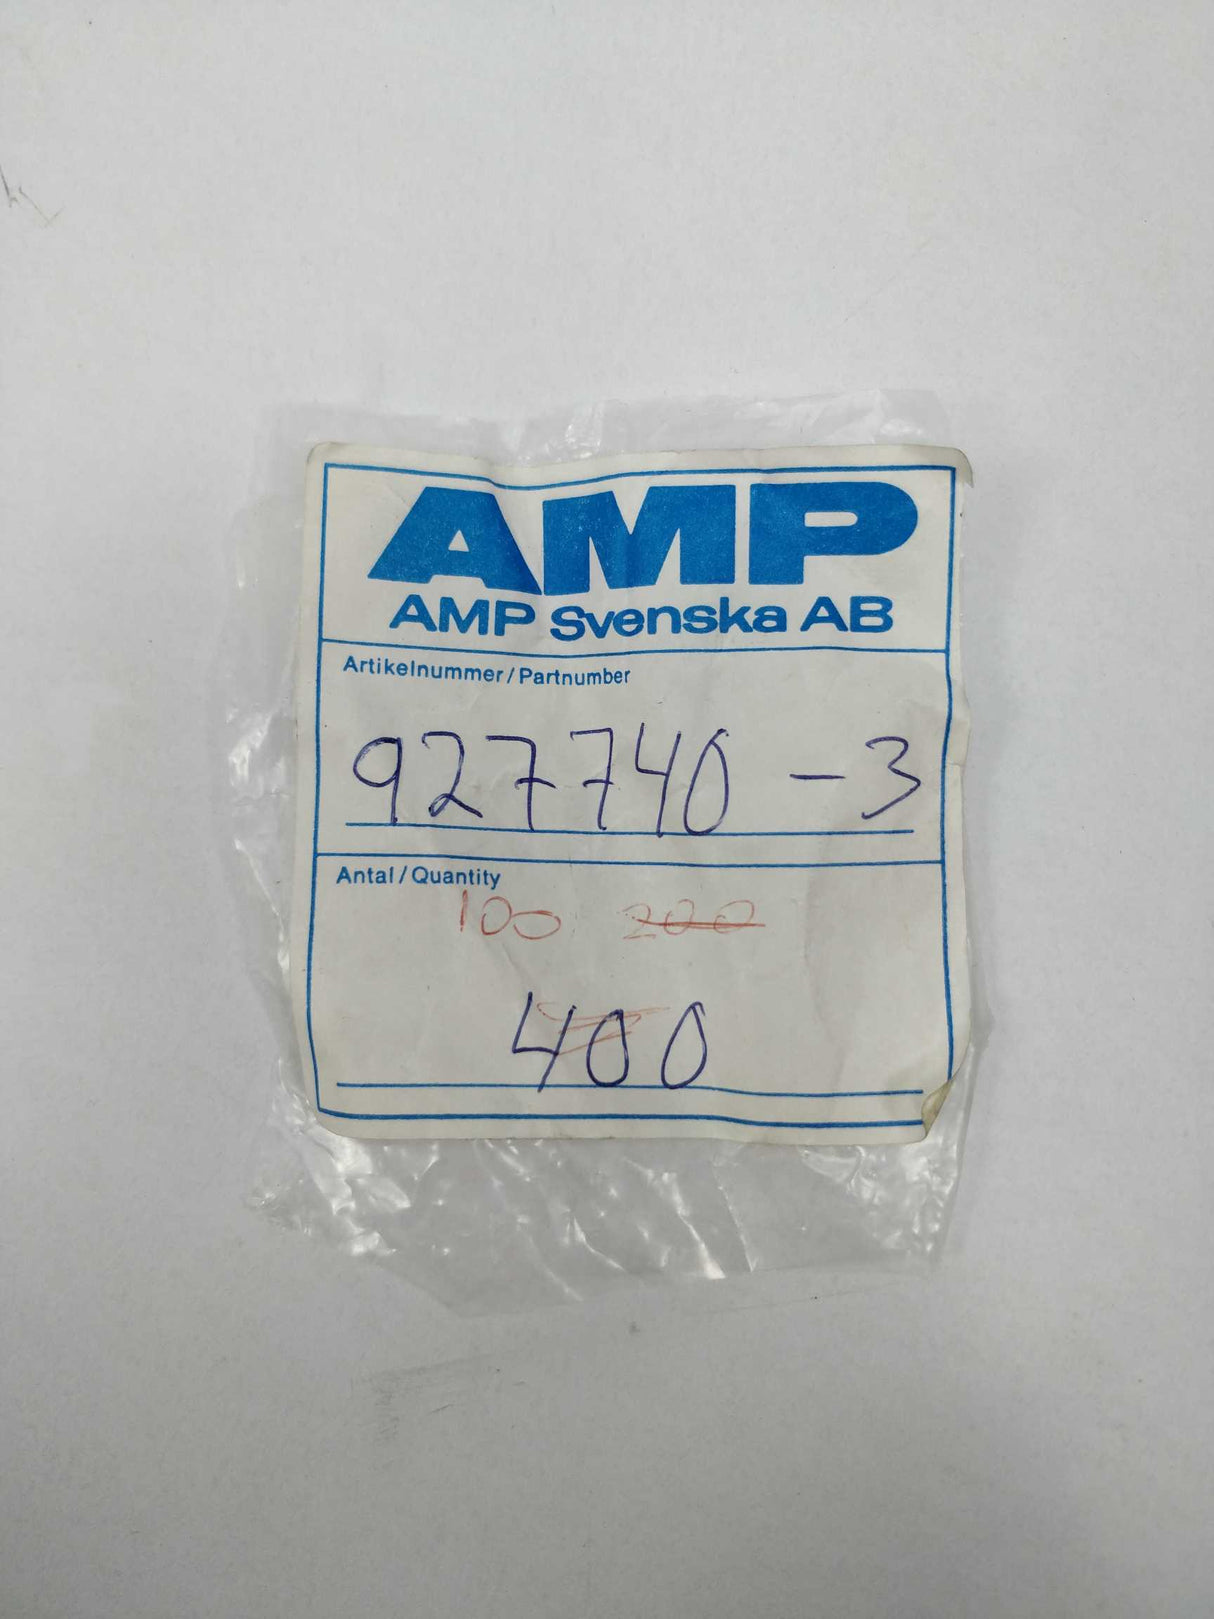 AMP
AMP Svenska AB
Artikelnummer / Partnumber
927740-3
Antal / Quantity
100 200
400